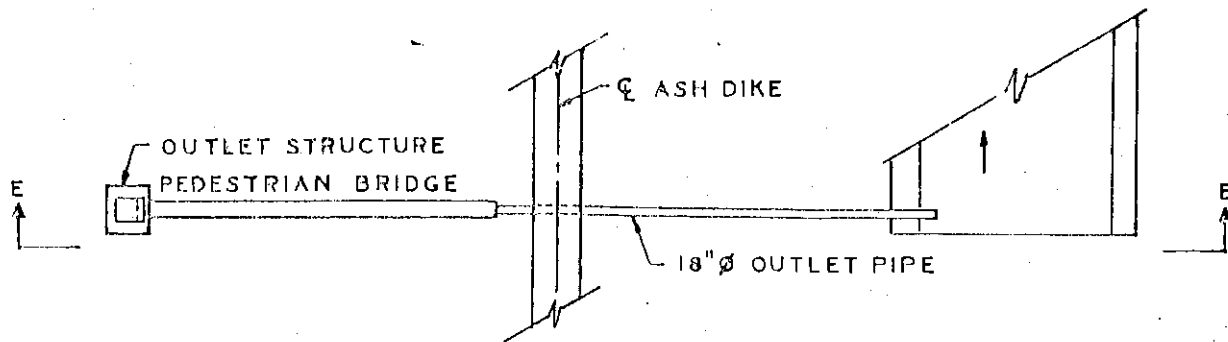 ℄ ASH DIKE
OUTLET STRUCTURE
PEDESTRIAN BRIDGE
E
E
18"Ø OUTLET PIPE